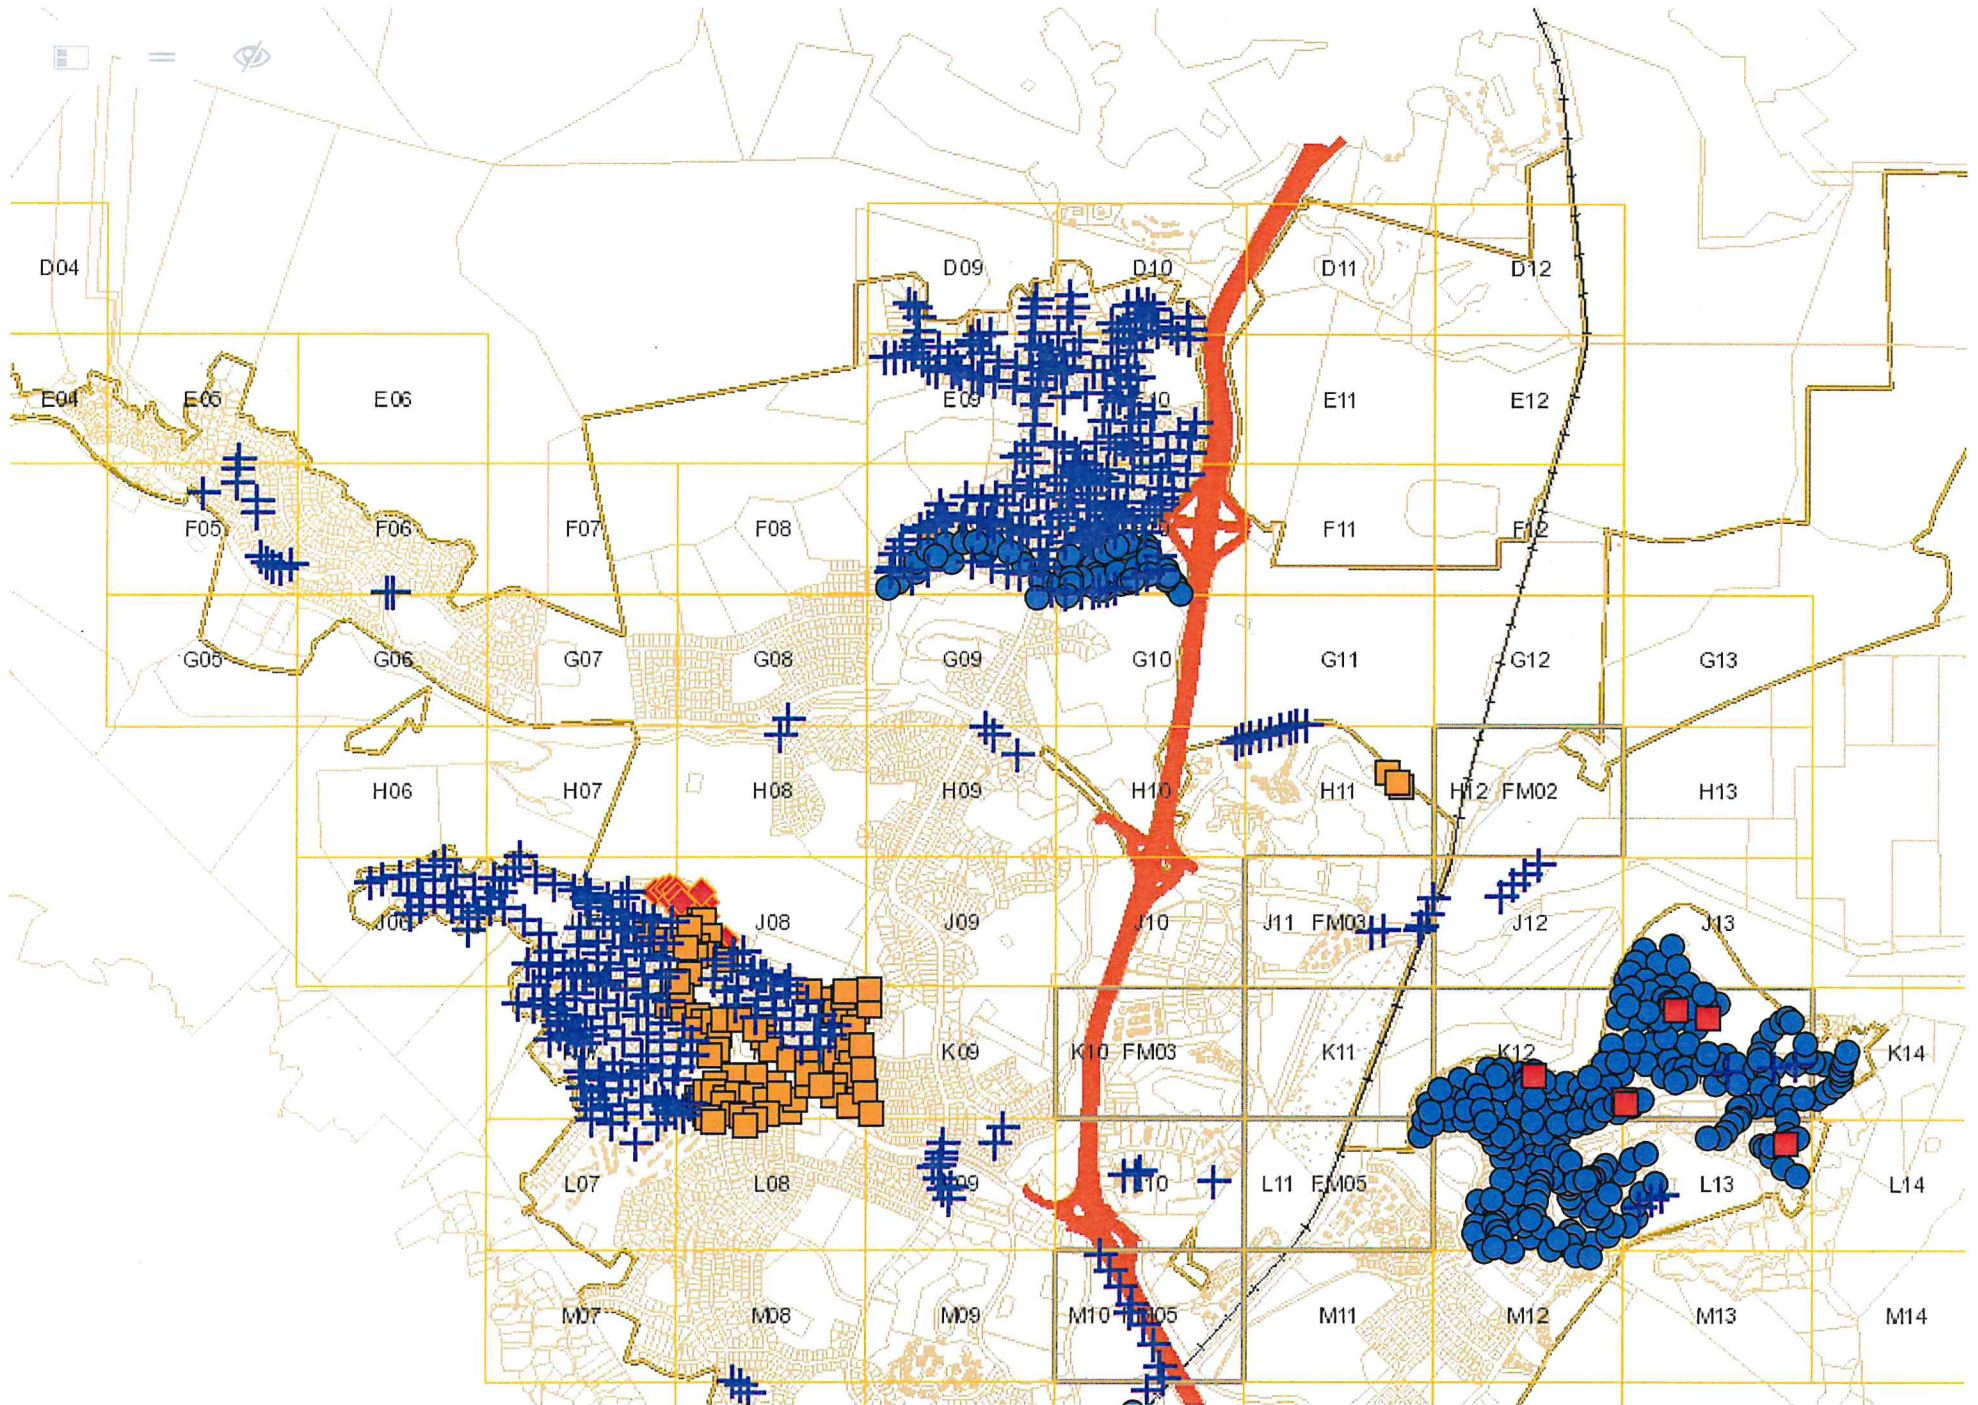 D04 D09 D10 D11 D12
E04 E05 E06 E09 E11 E12
F05 F06 F07 F08 F11 F12
G05 G06 G07 G08 G09 G10 G11 G12 G13
H06 H07 H08 H09 H10 H11 H12 FM02 H13
J06 J08 J09 J10 J11 FM03 J12 J13
K09 K10 FM03 K11 K12 K14
L07 L08 L11 FM05 L13 L14
M07 M08 M09 M10 M11 M12 M13 M14